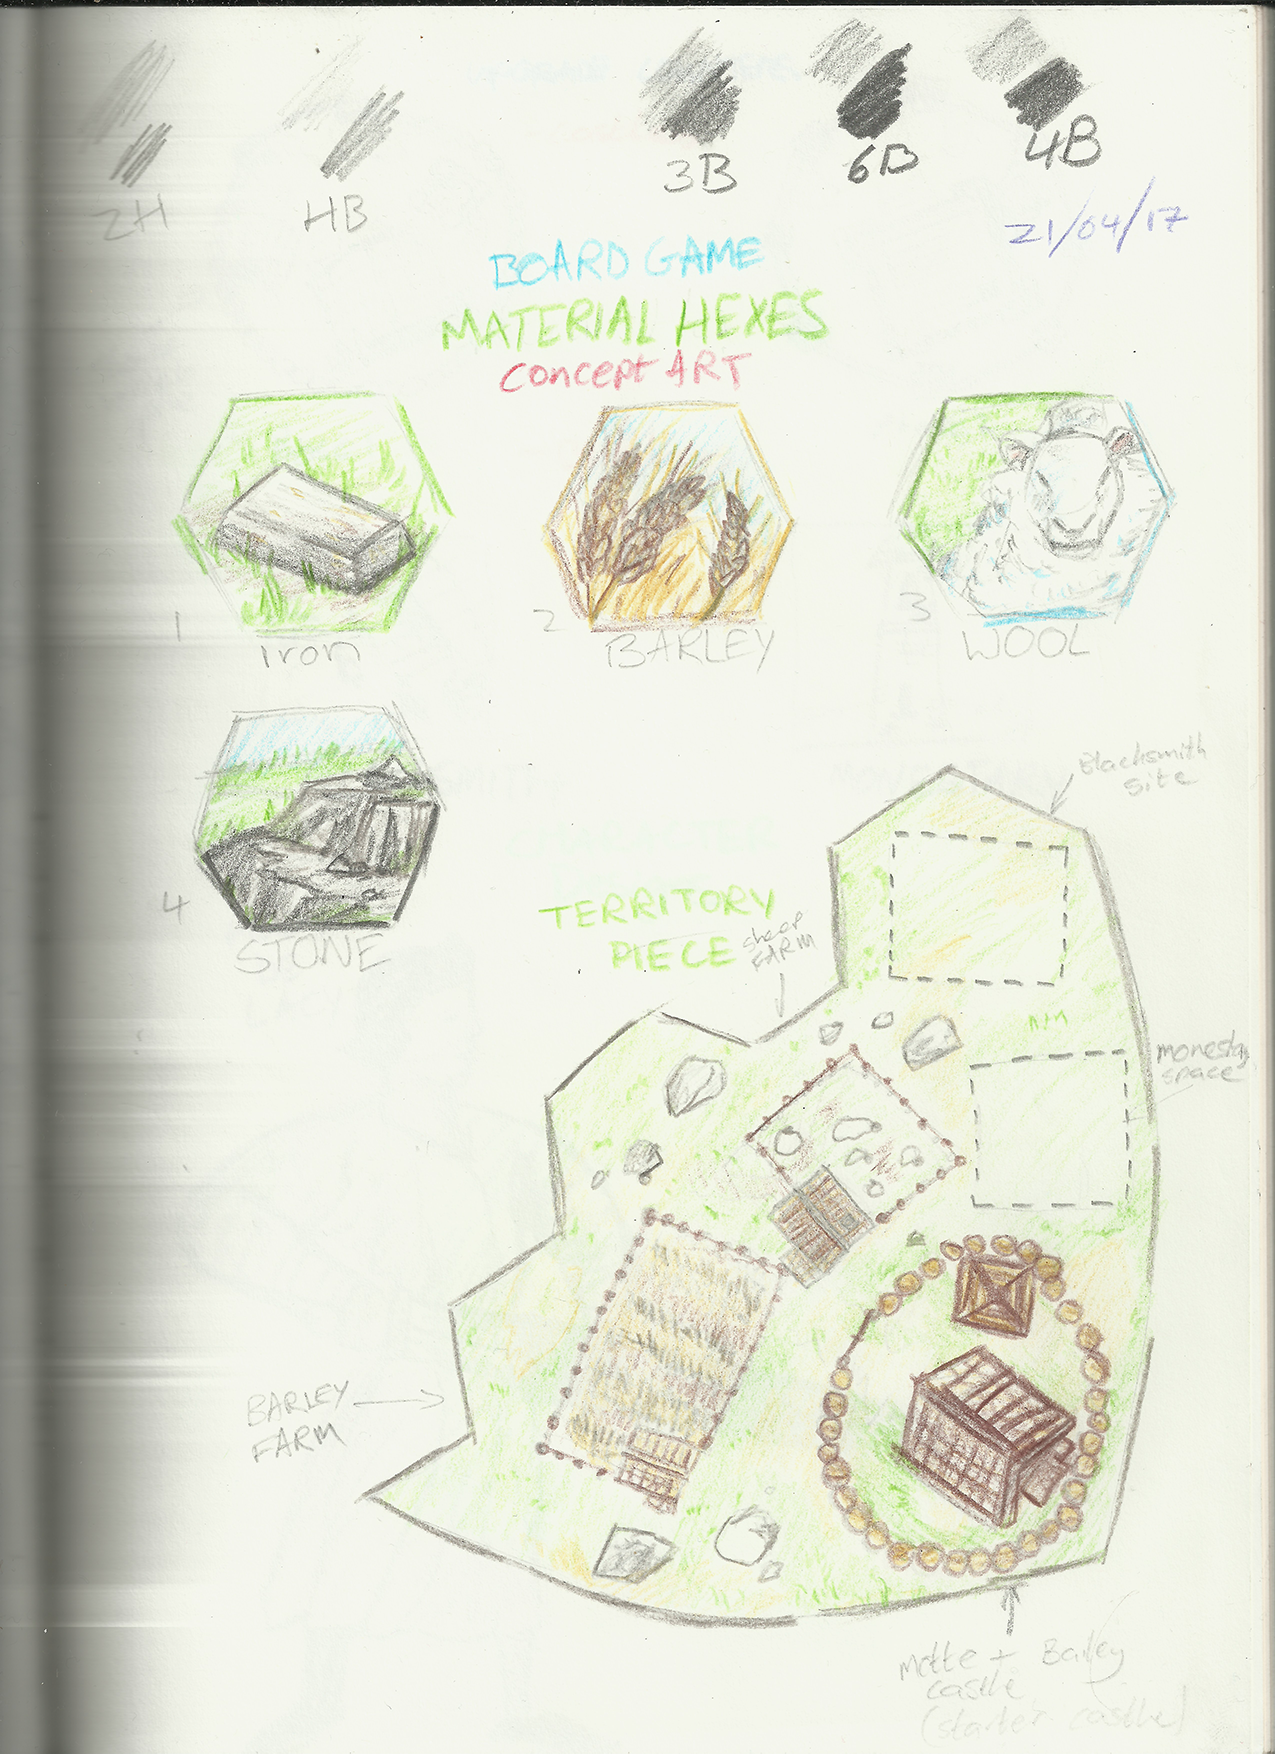 2H
HB
3B
6B
4B
21/04/17
BOARD GAME
MATERIAL HEXES
Concept ART
1
Iron
2
BARLEY
3
WOOL
4
STONE
Blacksmith
Site
TERRITORY
PIECE
sheep
FARM
monestay
space
BARLEY
FARM
Motte + Bailey
castle
(starter castle)